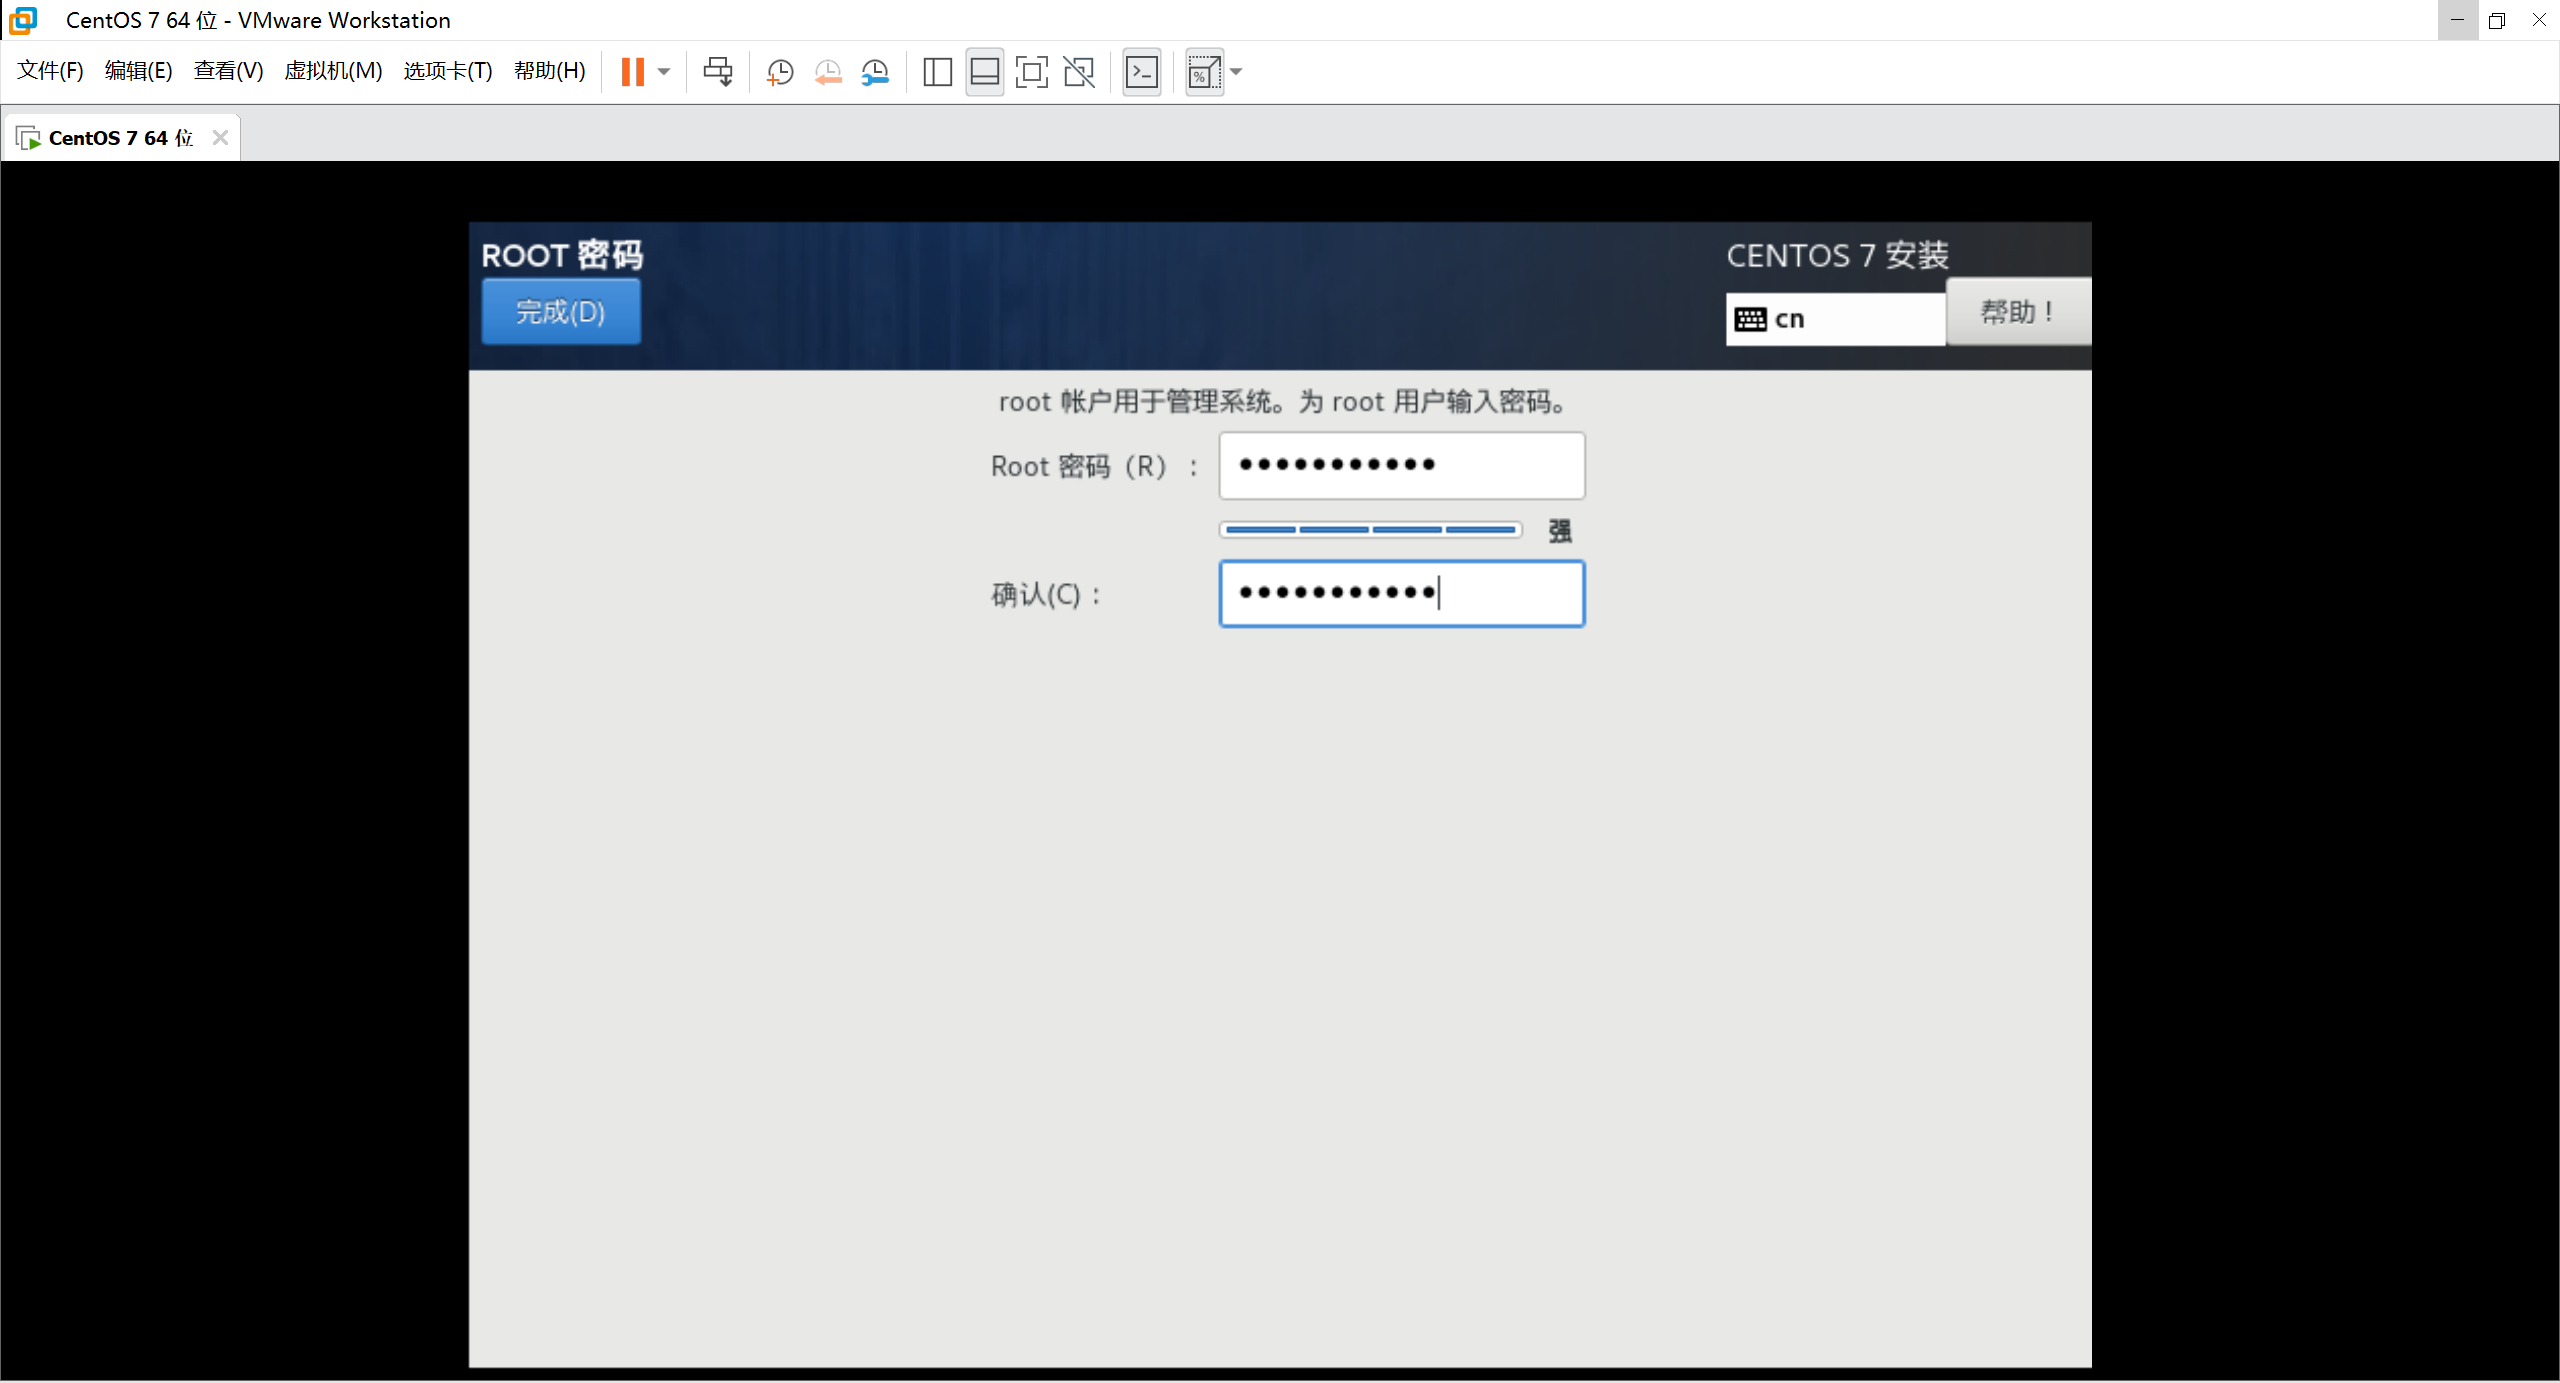 CentOS 7 64 位 - VMware Workstation
文件(F) 编辑(E) 查看(V) 虚拟机(M) 选项卡(T) 帮助(H)
CentOS 7 64 位
ROOT 密码
CENTOS 7 安装
完成(D)
cn
帮助！
root 帐户用于管理系统。为 root 用户输入密码。
Root 密码（R）：
强
确认(C)：